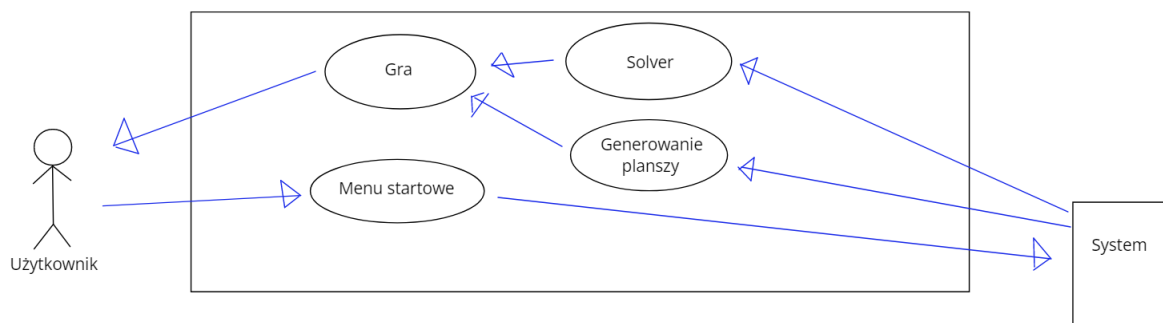 Gra
Solver
Generowanie
planszy
Menu startowe
Użytkownik
System